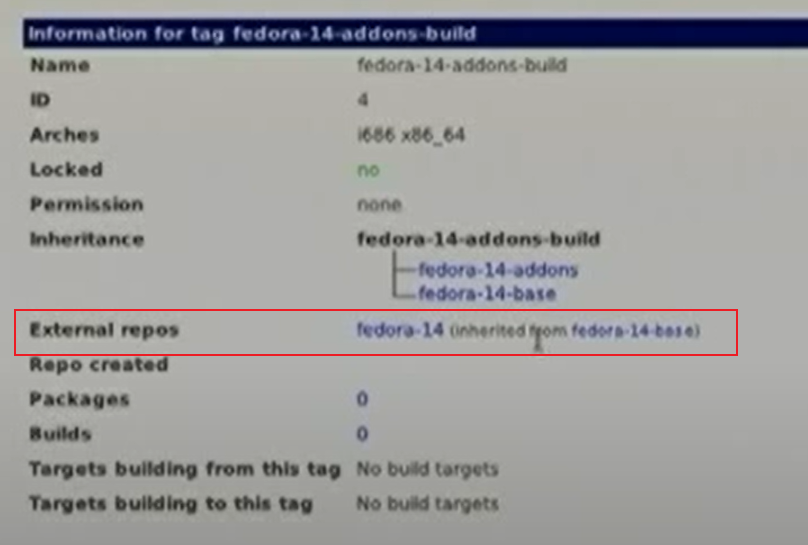 Information for tag fedora-14-addons-build
Name fedora-14-addons-build
ID 4
Arches i686 x86_64
Locked no
Permission none
Inheritance fedora-14-addons-build
fedora-14-addons
fedora-14-base
External repos fedora-14 (inherited from fedora-14-base)
Repo created
Packages 0
Builds 0
Targets building from this tag No build targets
Targets building to this tag No build targets